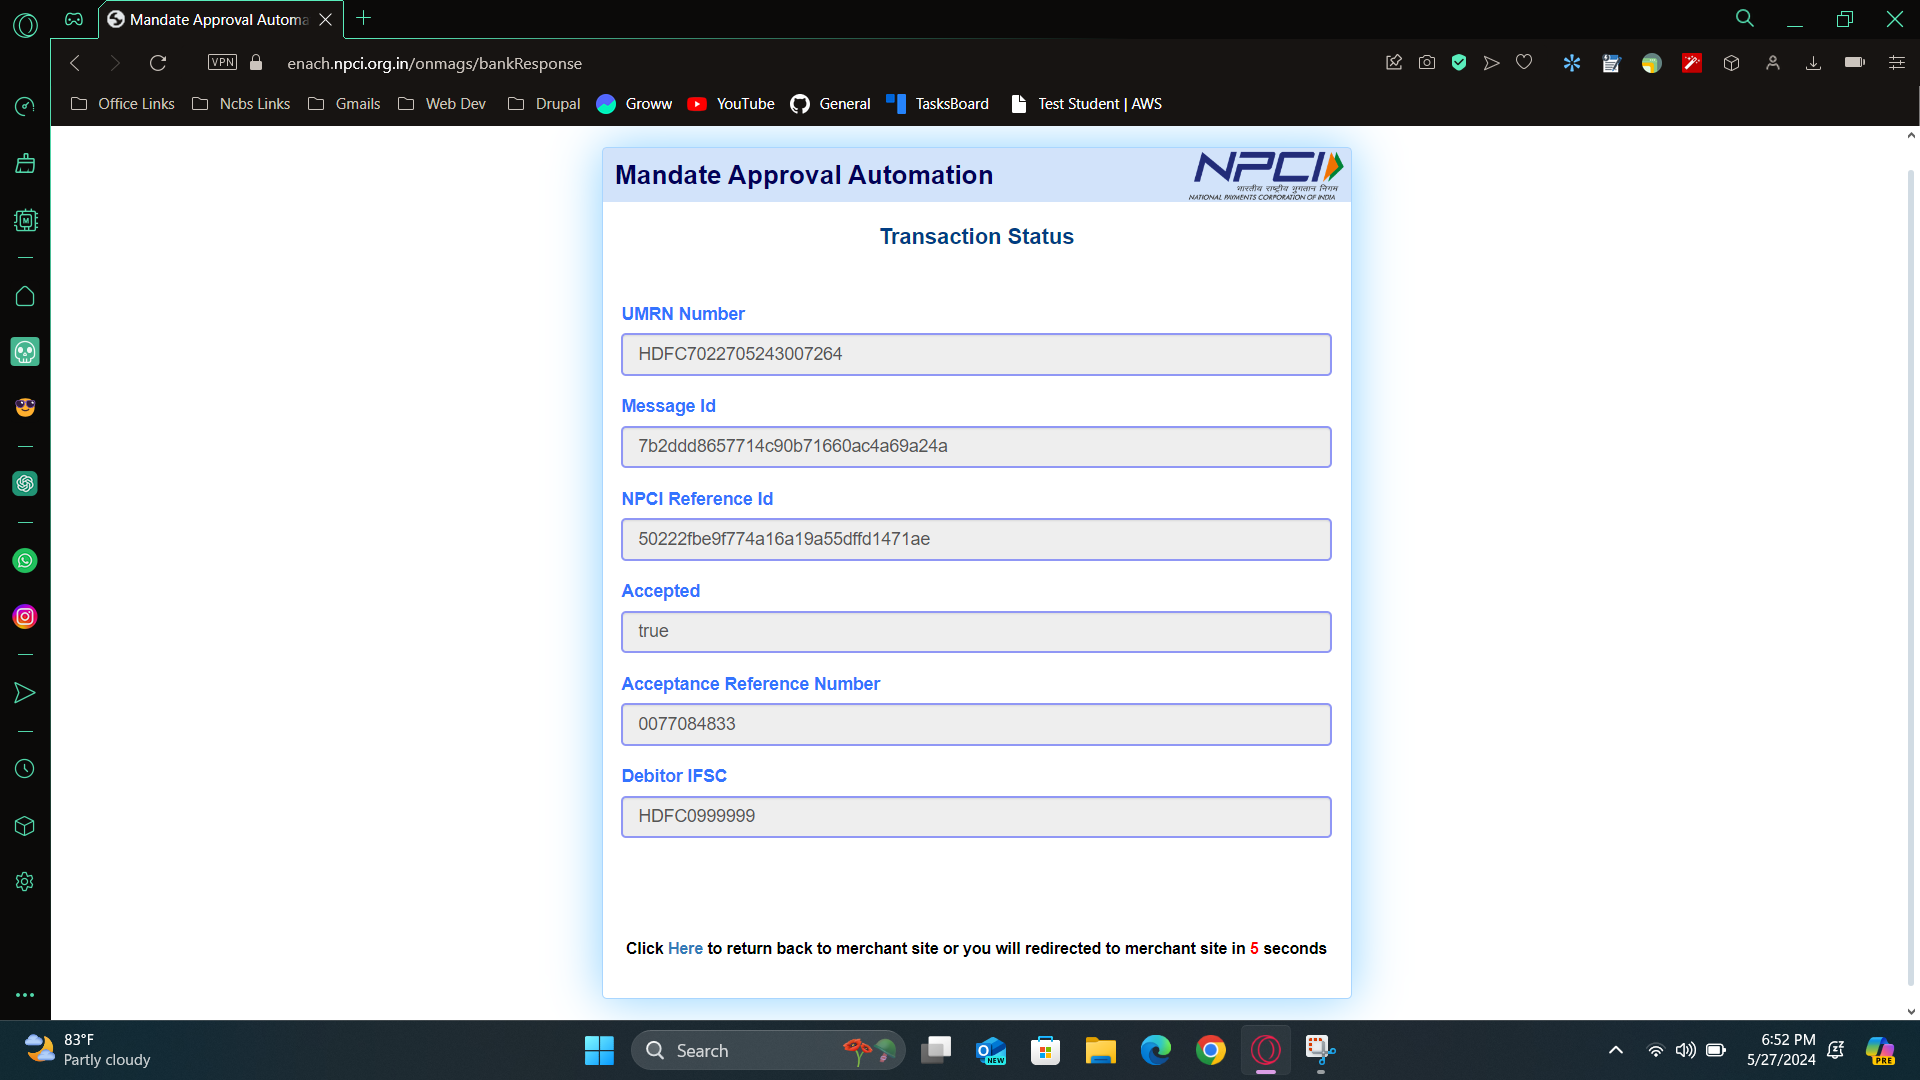 Mandate Approval Automa
VPN
enach.npci.org.in/onmags/bankResponse
Office Links
Ncbs Links
Gmails
Web Dev
Drupal
Groww
YouTube
General
TasksBoard
Test Student | AWS
Mandate Approval Automation
NPCI
भारतीय राष्ट्रीय भुगतान निगम
NATIONAL PAYMENTS CORPORATION OF INDIA
Transaction Status
UMRN Number
HDFC7022705243007264
Message Id
7b2ddd8657714c90b71660ac4a69a24a
NPCI Reference Id
50222fbe9f774a16a19a55dffd1471ae
Accepted
true
Acceptance Reference Number
0077084833
Debitor IFSC
HDFC0999999
Click Here to return back to merchant site or you will redirected to merchant site in 5 seconds
83°F
Partly cloudy
Search
NEW
6:52 PM
5/27/2024
PRE